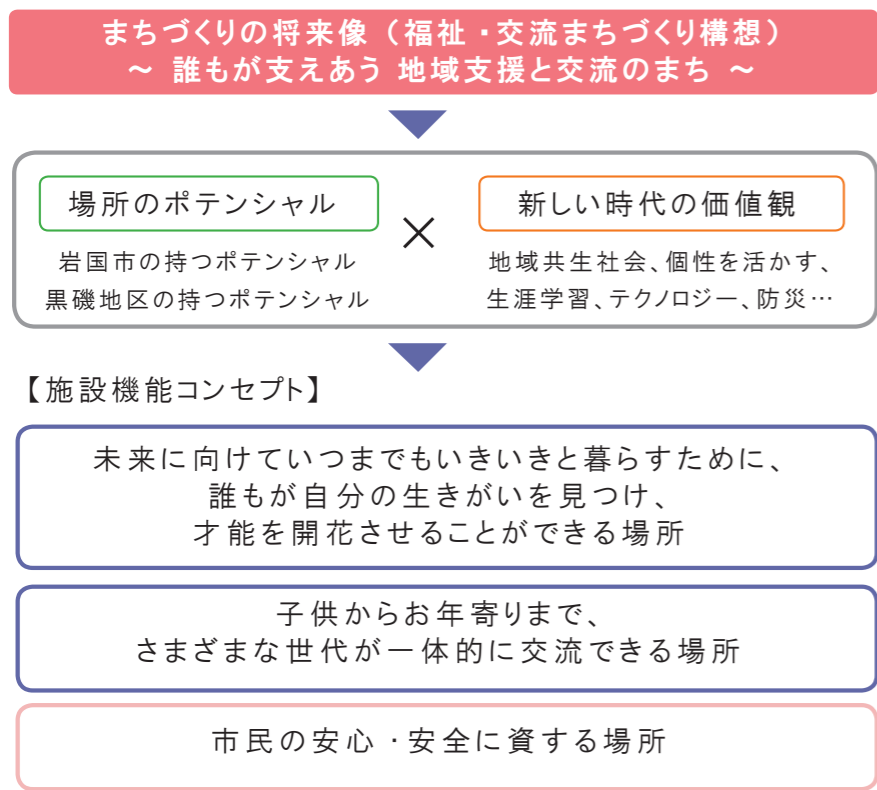 まちづくりの将来像（福祉・交流まちづくり構想）
～ 誰もが支えあう 地域支援と交流のまち ～
場所のポテンシャル
岩国市の持つポテンシャル
黒磯地区の持つポテンシャル
×
新しい時代の価値観
地域共生社会、個性を活かす、
生涯学習、テクノロジー、防災…
【施設機能コンセプト】
未来に向けていつまでもいきいきと暮らすために、
誰もが自分の生きがいを見つけ、
才能を開花させることができる場所
子供からお年寄りまで、
さまざまな世代が一体的に交流できる場所
市民の安心・安全に資する場所